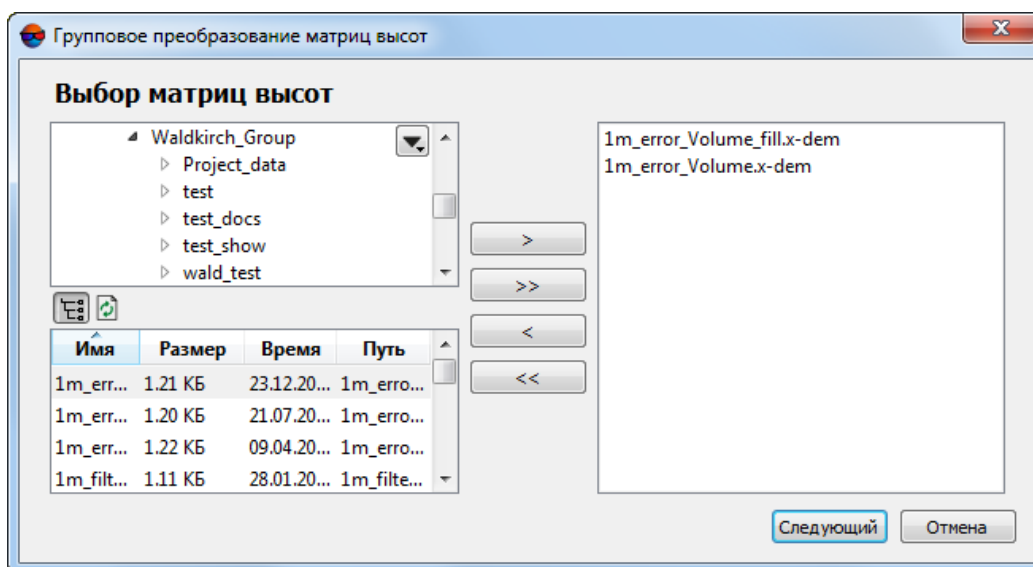 Групповое преобразование матриц высот
Выбор матриц высот
Waldkirch_Group
Project_data
test
test_docs
test_show
wald_test
Имя Размер Время Путь
1m_err... 1.21 КБ 23.12.20... 1m_erro...
1m_err... 1.20 КБ 21.07.20... 1m_erro...
1m_err... 1.22 КБ 09.04.20... 1m_erro...
1m_filt... 1.11 КБ 28.01.20... 1m_filte...
>
>>
<
<<
1m_error_Volume_fill.x-dem
1m_error_Volume.x-dem
Следующий Отмена